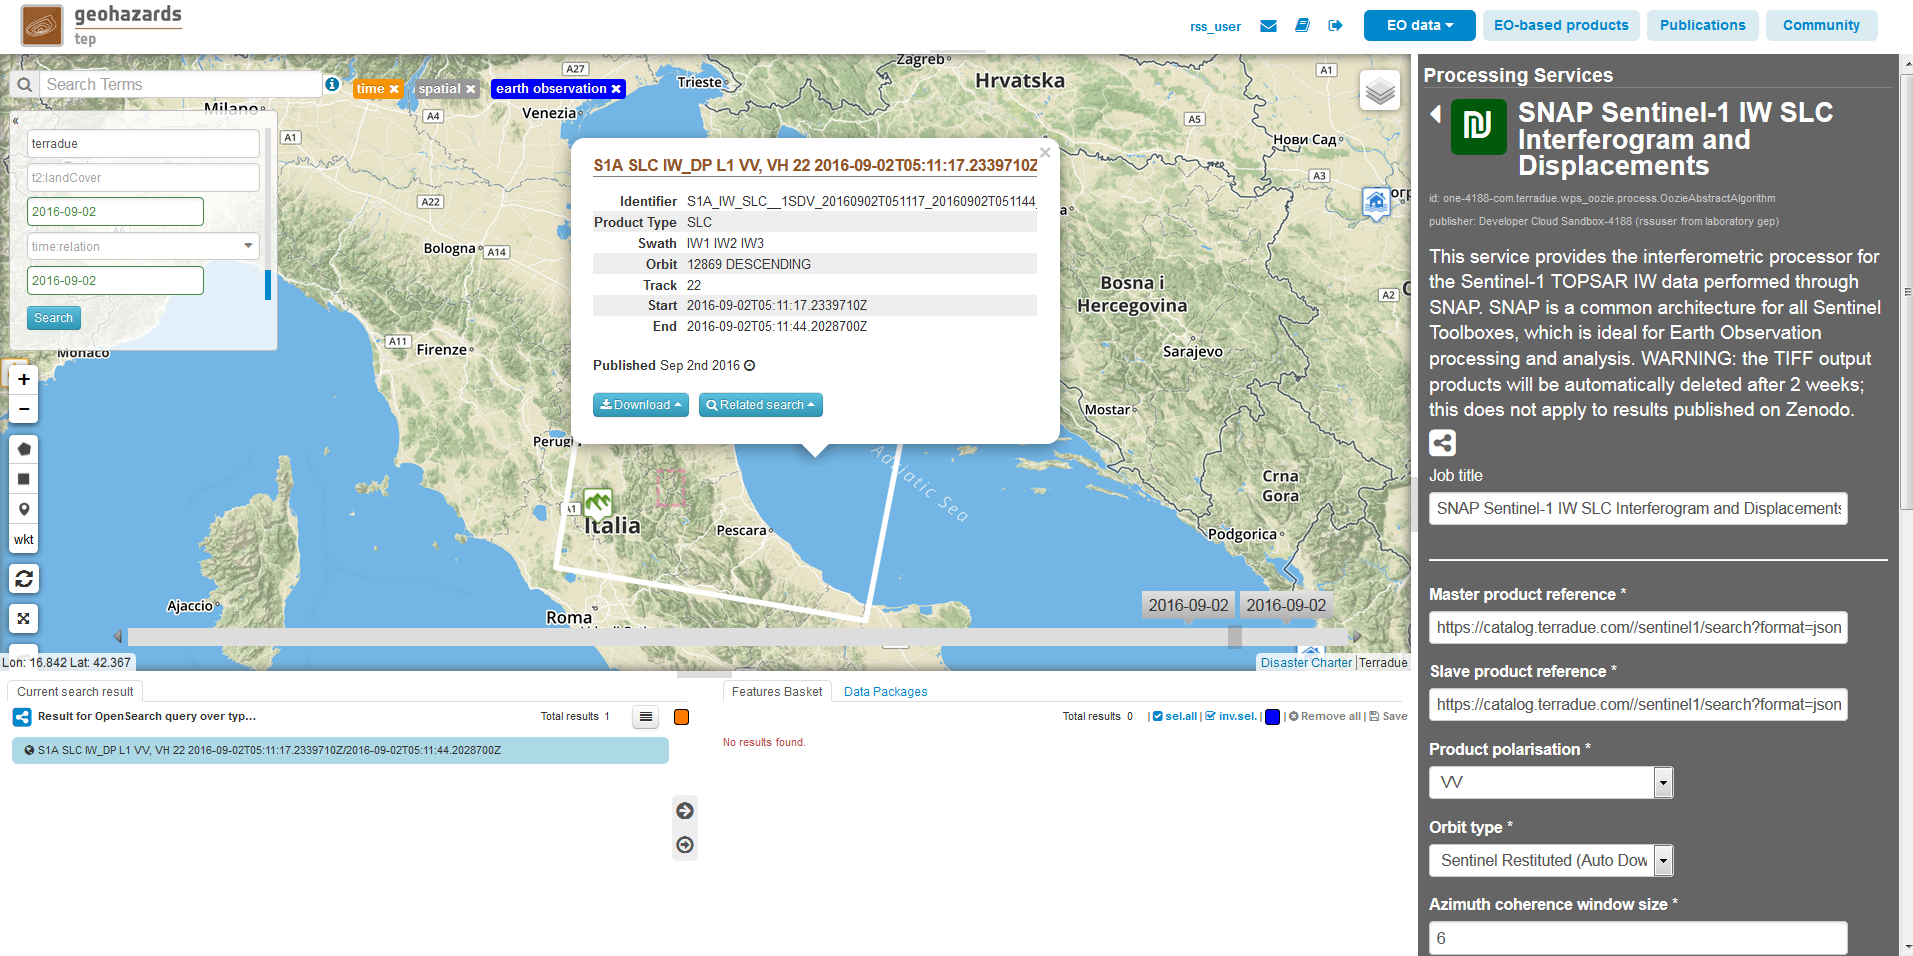 geohazards
tep
rss_user
EO data
EO-based products
Publications
Community
Search Terms
time ✖
spatial ✖
earth observation ✖
«
terradue
t2:landCover
2016-09-02
time:relation
2016-09-02
Search
+
−
wkt
Milano
A27
Trieste
Zagreb
Hrvatska
A1
Venezia
A4
A1
A5
Нови Сад
A3
A22
Bologna
A14
Bosna i
Hercegovina
A2
Monaco
A11
Firenze
Sarajevo
Mostar
Perugi
Adriatic Sea
Crna
Gora
A1
Italia
Pescara
Podgorica
Ajaccio
Roma
S1A SLC IW_DP L1 VV, VH 22 2016-09-02T05:11:17.2339710Z
×
Identifier S1A_IW_SLC__1SDV_20160902T051117_20160902T051144_
Product Type SLC
Swath IW1 IW2 IW3
Orbit 12869 DESCENDING
Track 22
Start 2016-09-02T05:11:17.2339710Z
End 2016-09-02T05:11:44.2028700Z
Published Sep 2nd 2016
Download
Related search
2016-09-02
2016-09-02
Lon: 16.842 Lat: 42.367
Disaster Charter | Terradue
Current search result
Result for OpenSearch query over typ...
Total results 1
S1A SLC IW_DP L1 VV, VH 22 2016-09-02T05:11:17.2339710Z/2016-09-02T05:11:44.2028700Z
Features Basket
Data Packages
Total results 0 | sel.all | inv.sel. | | Remove all | Save
No results found.
Processing Services
SNAP Sentinel-1 IW SLC
Interferogram and
Displacements
id: one-4188-com.terradue.wps_oozie.process.OozieAbstractAlgorithm
publisher: Developer Cloud Sandbox-4188 (rssuser from laboratory gep)
This service provides the interferometric processor for
the Sentinel-1 TOPSAR IW data performed through
SNAP. SNAP is a common architecture for all Sentinel
Toolboxes, which is ideal for Earth Observation
processing and analysis. WARNING: the TIFF output
products will be automatically deleted after 2 weeks;
this does not apply to results published on Zenodo.
Job title
SNAP Sentinel-1 IW SLC Interferogram and Displacements
Master product reference *
https://catalog.terradue.com//sentinel1/search?format=json
Slave product reference *
https://catalog.terradue.com//sentinel1/search?format=json
Product polarisation *
VV
Orbit type *
Sentinel Restituted (Auto Dow
Azimuth coherence window size *
6